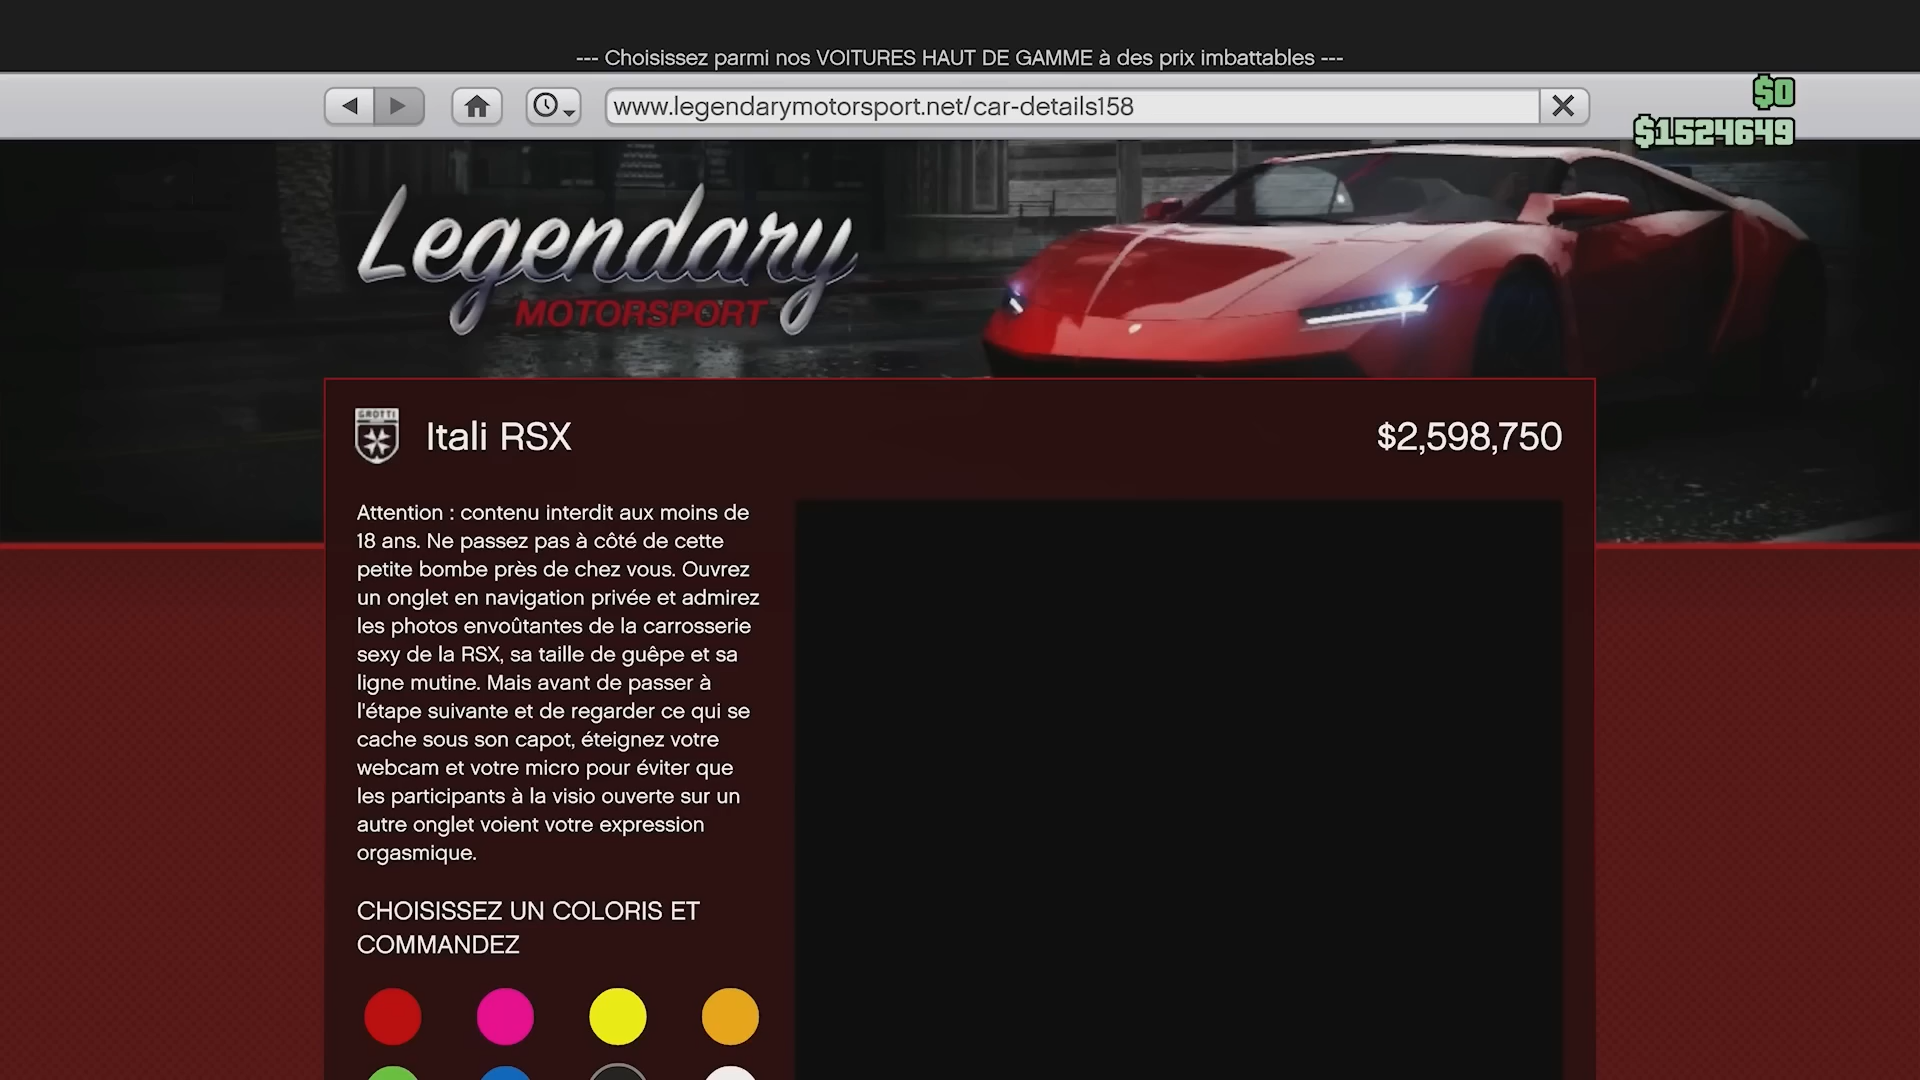 --- Choisissez parmi nos VOITURES HAUT DE GAMME à des prix imbattables ---
www.legendarymotorsport.net/car-details158
$0
$1524649
Legendary
MOTORSPORT
GROTTI
Itali RSX
$2,598,750
Attention : contenu interdit aux moins de
18 ans. Ne passez pas à côté de cette
petite bombe près de chez vous. Ouvrez
un onglet en navigation privée et admirez
les photos envoûtantes de la carrosserie
sexy de la RSX, sa taille de guêpe et sa
ligne mutine. Mais avant de passer à
l'étape suivante et de regarder ce qui se
cache sous son capot, éteignez votre
webcam et votre micro pour éviter que
les participants à la visio ouverte sur un
autre onglet voient votre expression
orgasmique.
CHOISISSEZ UN COLORIS ET
COMMANDEZ